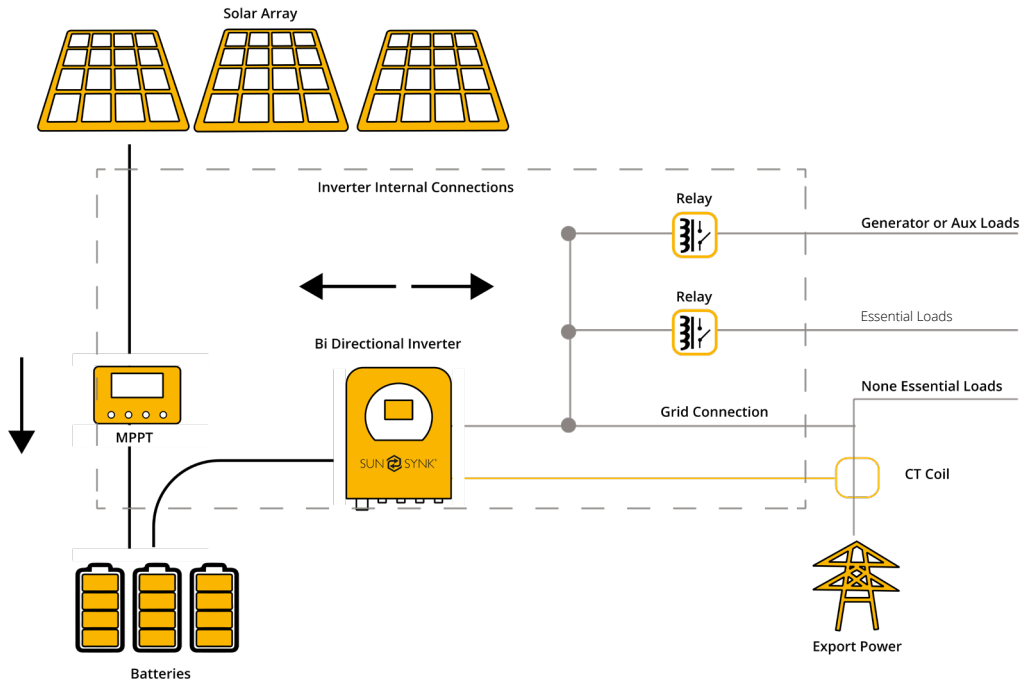 Solar Array
Inverter Internal Connections
Relay
Generator or Aux Loads
Relay
Essential Loads
Bi Directional Inverter
None Essential Loads
Grid Connection
MPPT
SUN SYNK™
CT Coil
Export Power
Batteries